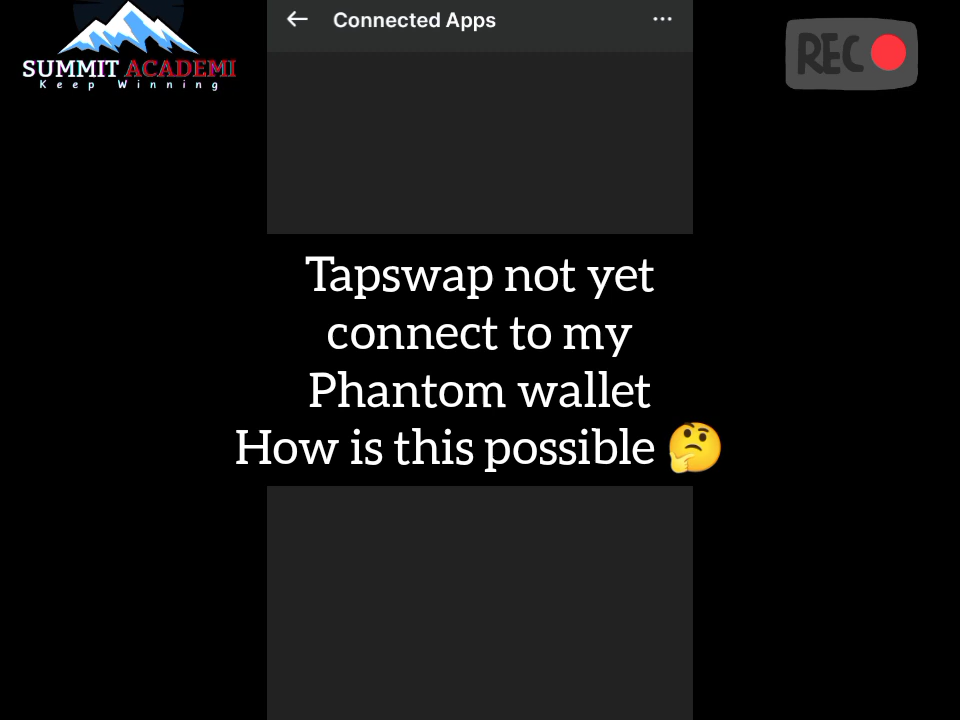 SUMMIT ACADEMI
Keep Winning
Connected Apps
REC
Tapswap not yet
connect to my
Phantom wallet
How is this possible 🤔